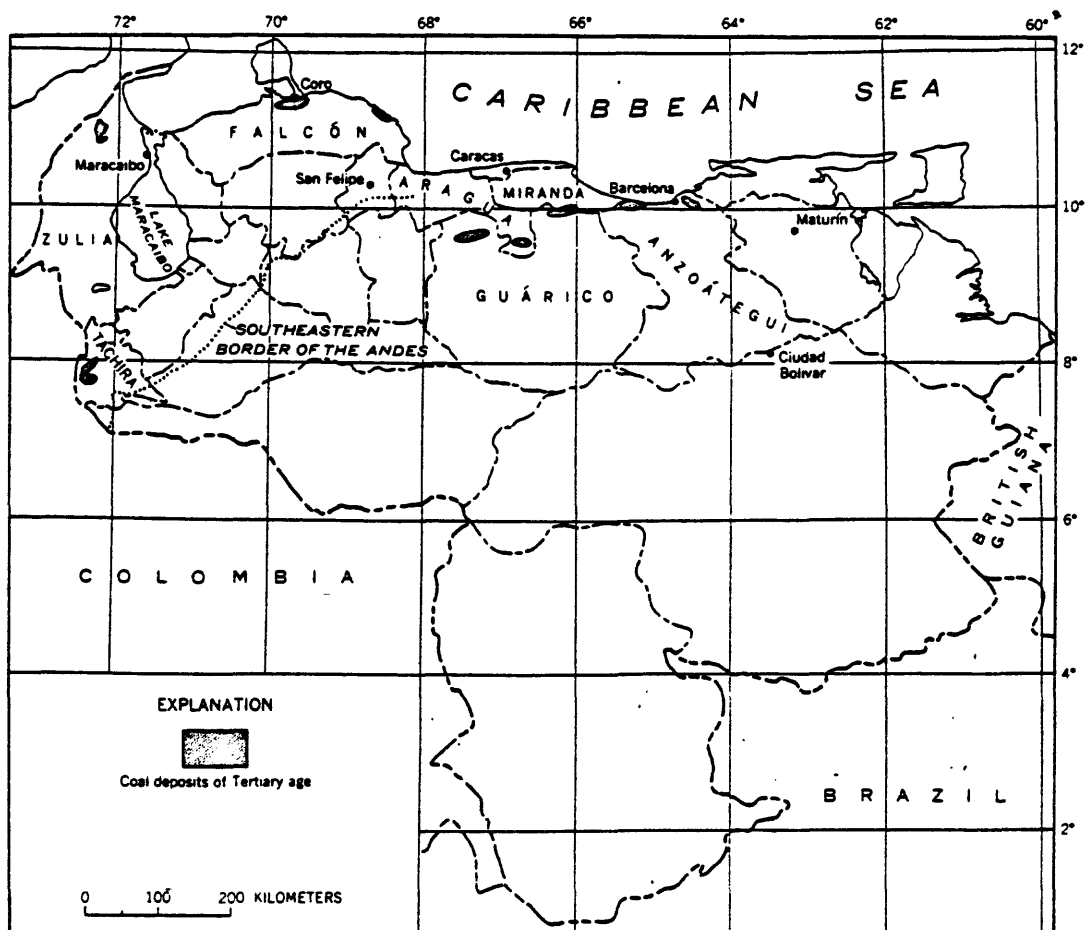 72° 70° 68° 66° 64° 62° 60°
12°
CARIBBEAN SEA
Coro
FALCÓN
Maracaibo
Caracas
San Felipe
ARAGUA
MIRANDA
Barcelona
10°
Maturín
LAKE
MARACAIBO
ZULIA
ANZOÁTEGUI
GUÁRICO
SOUTHEASTERN
BORDER OF THE ANDES
TÁCHIRA
8°
Ciudad
Bolivar
BRITISH
GUIANA
6°
COLOMBIA
4°
EXPLANATION
Coal deposits of Tertiary age
BRAZIL
2°
0 100 200 KILOMETERS